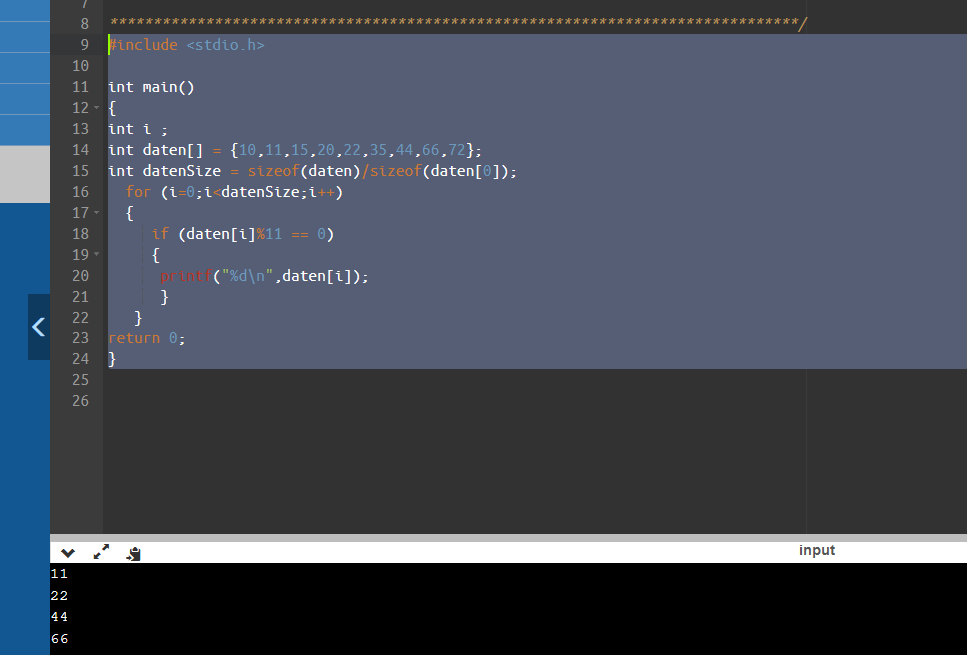 7
8 *******************************************************************************/
9 #include <stdio.h>
10
11 int main()
12 {
13 int i ;
14 int daten[] = {10,11,15,20,22,35,44,66,72};
15 int datenSize = sizeof(daten)/sizeof(daten[0]);
16   for (i=0;i<datenSize;i++)
17   {
18      if (daten[i]%11 == 0)
19      {
20       printf("%d\n",daten[i]);
21       }
22    }
23 return 0;
24 }
25
26
input
11
22
44
66